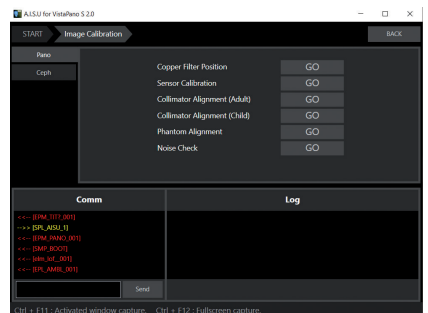 A.I.S.U for VistaPano S 2.0
START Image Calibration BACK
Pano
Ceph
Copper Filter Position GO
Sensor Calibration GO
Collimator Alignment (Adult) GO
Collimator Alignment (Child) GO
Phantom Alignment GO
Noise Check GO
Comm Log
<<-- [EPM_TITF_001]
-->> [SPL_AISU_1]
<<-- [EPM_PANO_001]
<<-- [SMP_BOOT]
<<--
<<-- [EPL_AMBL_001]
Send
Ctrl + F11 : Activated window capture. Ctrl + F12 : Fullscreen capture.